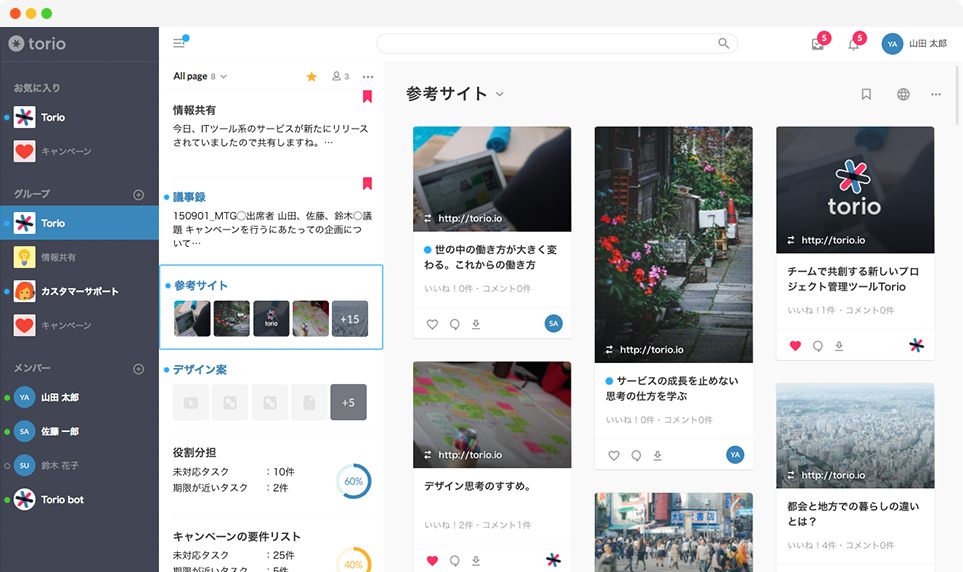 torio
お気に入り
Torio
キャンペーン
グループ
Torio
情報共有
カスタマーサポート
キャンペーン
メンバー
YA 山田 太郎
SA 佐藤 一郎
SU 鈴木 花子
Torio bot
5
5
YA 山田 太郎
All page 8
3
情報共有
今日、ITツール系のサービスが新たにリリース
されていましたので共有しますね。…
議事録
150901_MTG◯出席者 山田、佐藤、鈴木◯議
題 キャンペーンを行うにあたっての企画につ
いて…
参考サイト
torio
+15
デザイン案
+5
役割分担
未対応タスク ：10件
期限が近いタスク ：2件
60%
キャンペーンの要件リスト
未対応タスク ：25件
期限が近いタスク ：5件
40%
参考サイト
http://torio.io
世の中の働き方が大きく変
わる。これからの働き方
いいね！0件・コメント0件
SA
http://torio.io
デザイン思考のすすめ。
いいね！2件・コメント1件
http://torio.io
サービスの成長を止めない
思考の仕方を学ぶ
いいね！0件・コメント0件
YA
torio
http://torio.io
チームで共創する新しいプロ
ジェクト管理ツールTorio
いいね！1件・コメント0件
http://torio.io
都会と地方での暮らしの違い
とは？
いいね！4件・コメント0件